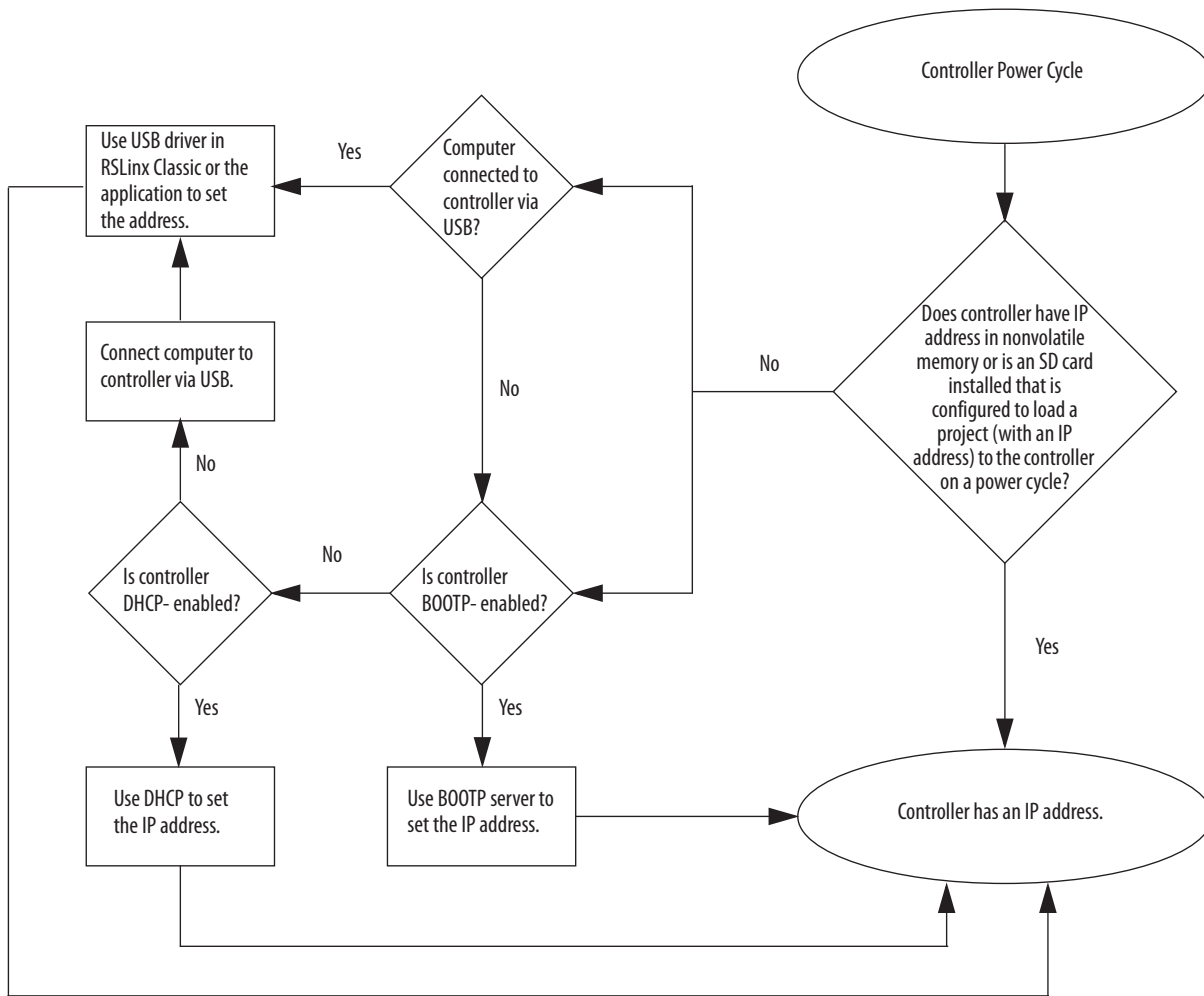 Controller Power Cycle
Use USB driver in
RSLinx Classic or the
application to set
the address.
Yes
Computer
connected to
controller via
USB?
Does controller have IP
address in nonvolatile
memory or is an SD card
installed that is
configured to load a
project (with an IP
address) to the controller
on a power cycle?
Connect computer to
controller via USB.
No
No
No
Is controller
DHCP- enabled?
No
Is controller
BOOTP- enabled?
Yes
Yes
Yes
Use DHCP to set
the IP address.
Use BOOTP server to
set the IP address.
Controller has an IP address.